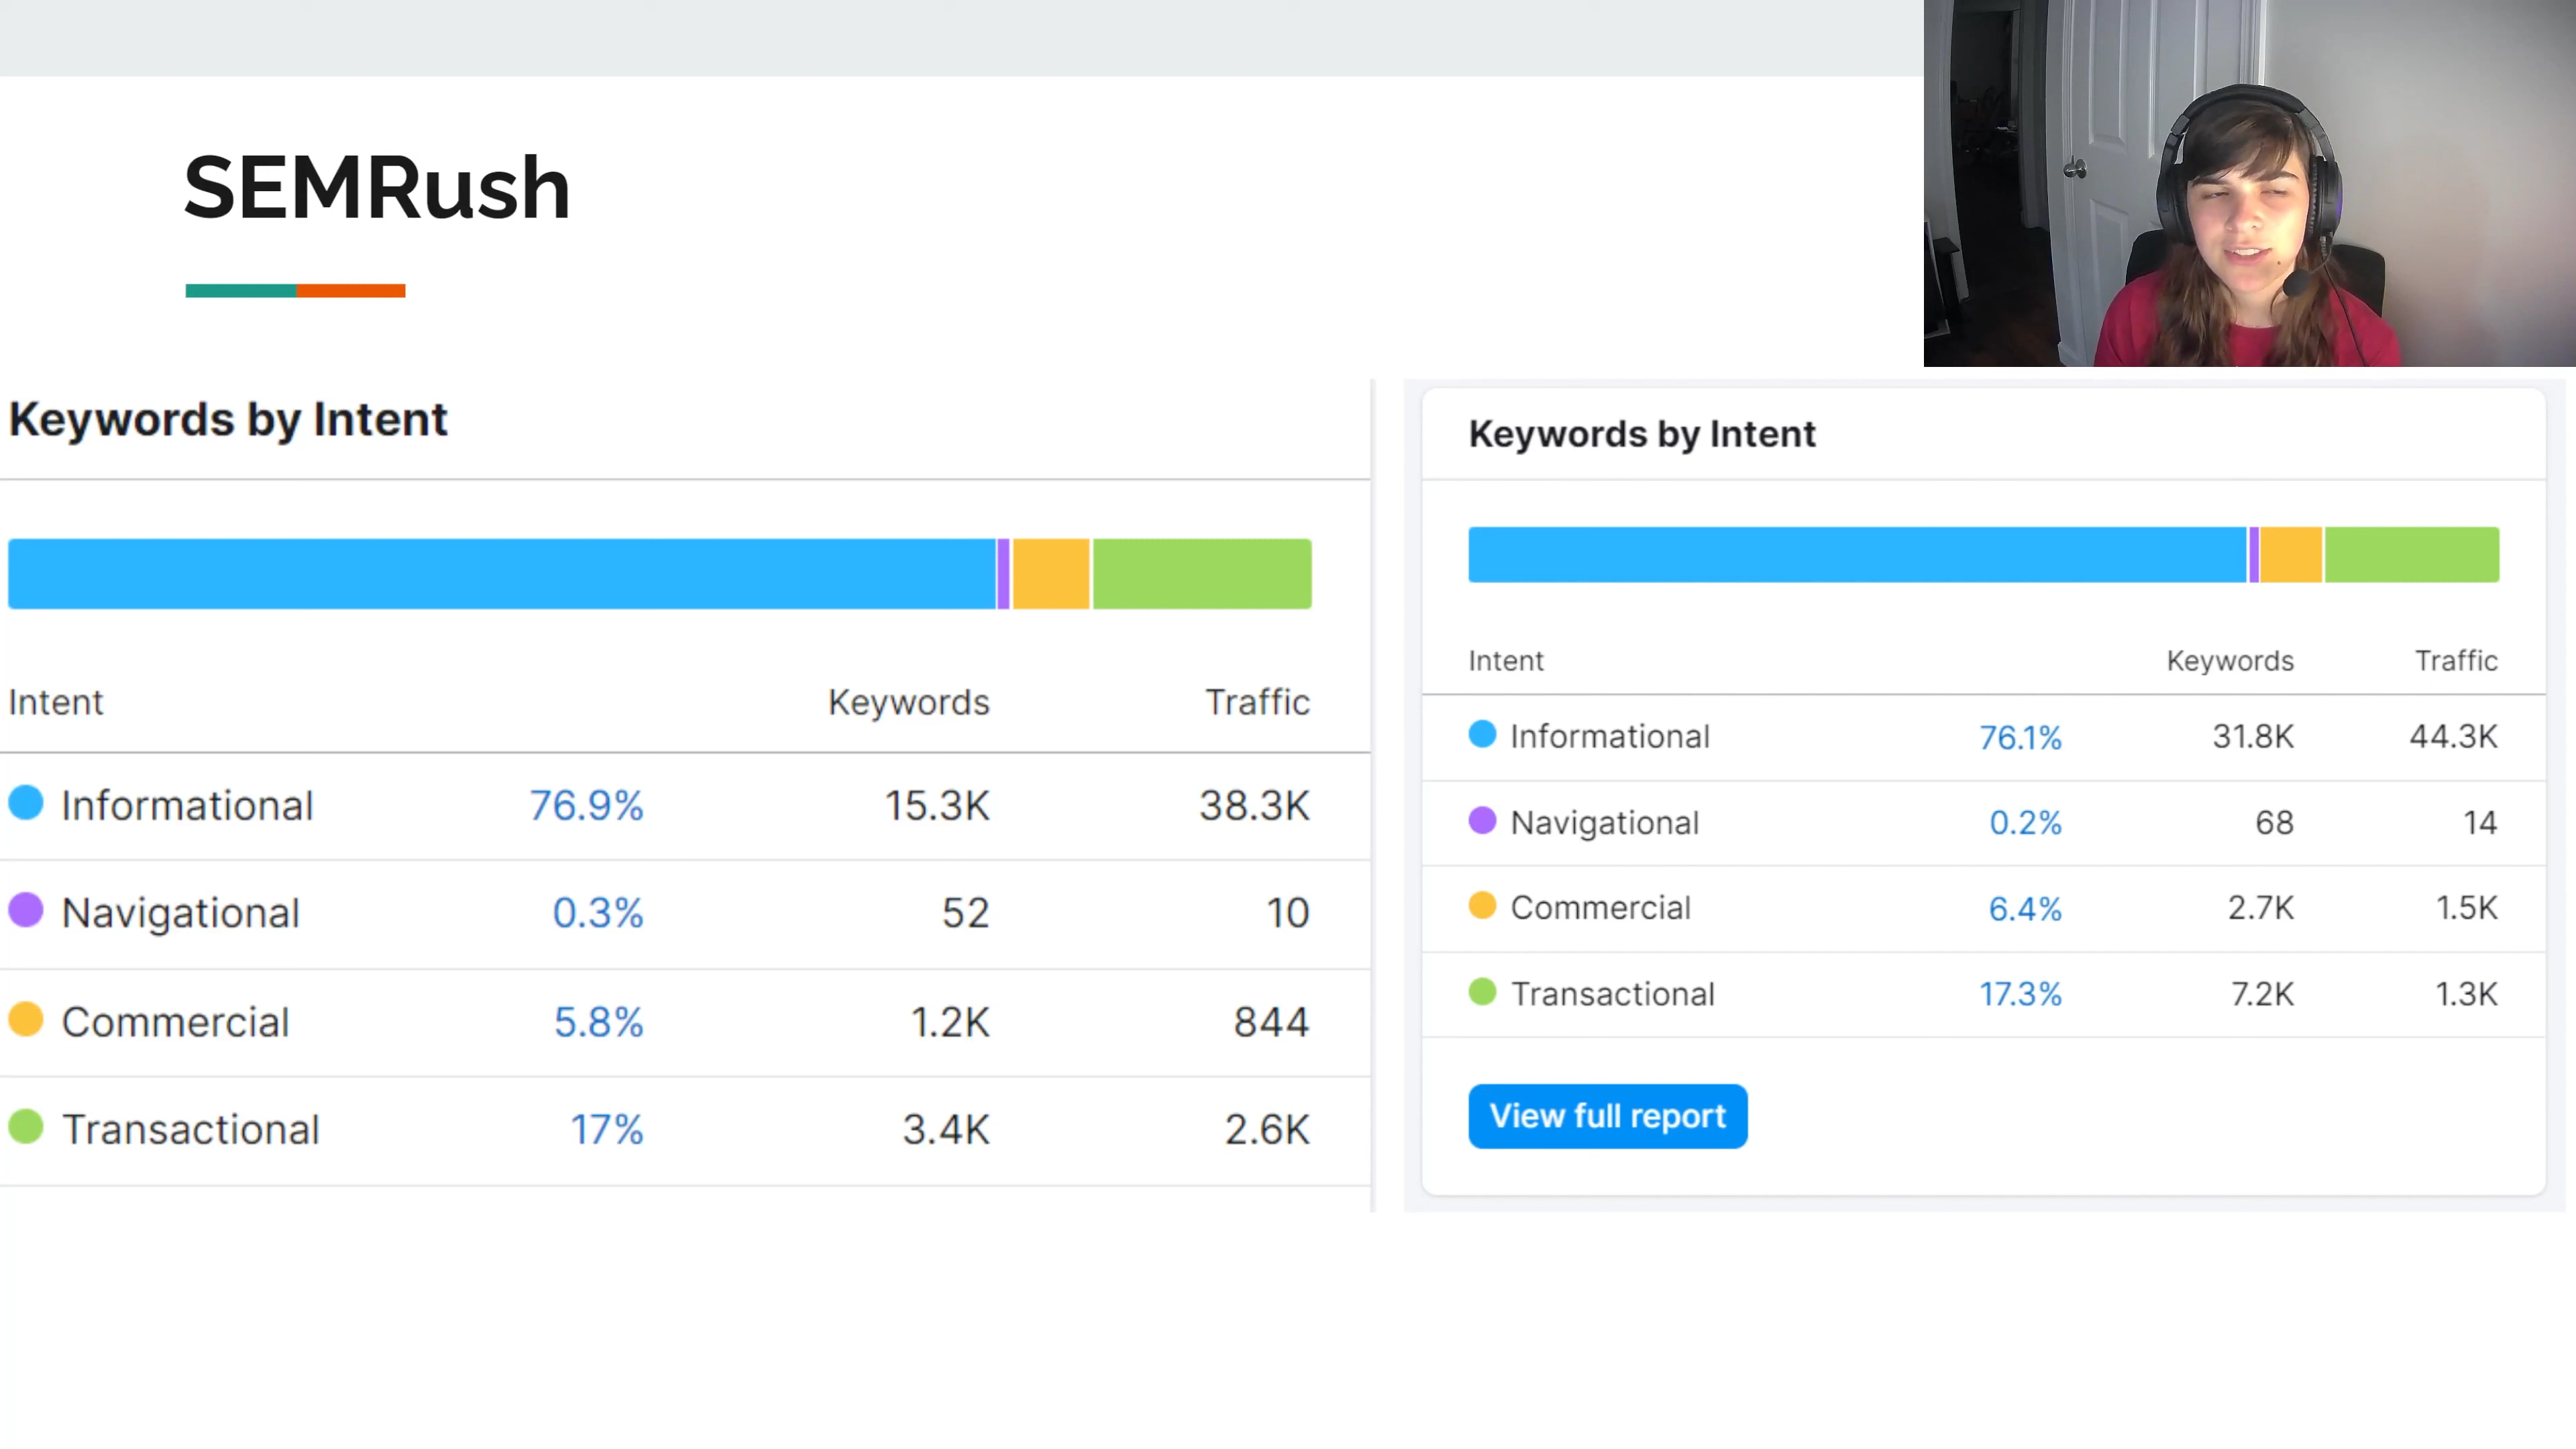 SEMRush
Keywords by Intent
Intent Keywords Traffic
Informational 76.9% 15.3K 38.3K
Navigational 0.3% 52 10
Commercial 5.8% 1.2K 844
Transactional 17% 3.4K 2.6K
Keywords by Intent
Intent Keywords Traffic
Informational 76.1% 31.8K 44.3K
Navigational 0.2% 68 14
Commercial 6.4% 2.7K 1.5K
Transactional 17.3% 7.2K 1.3K
View full report